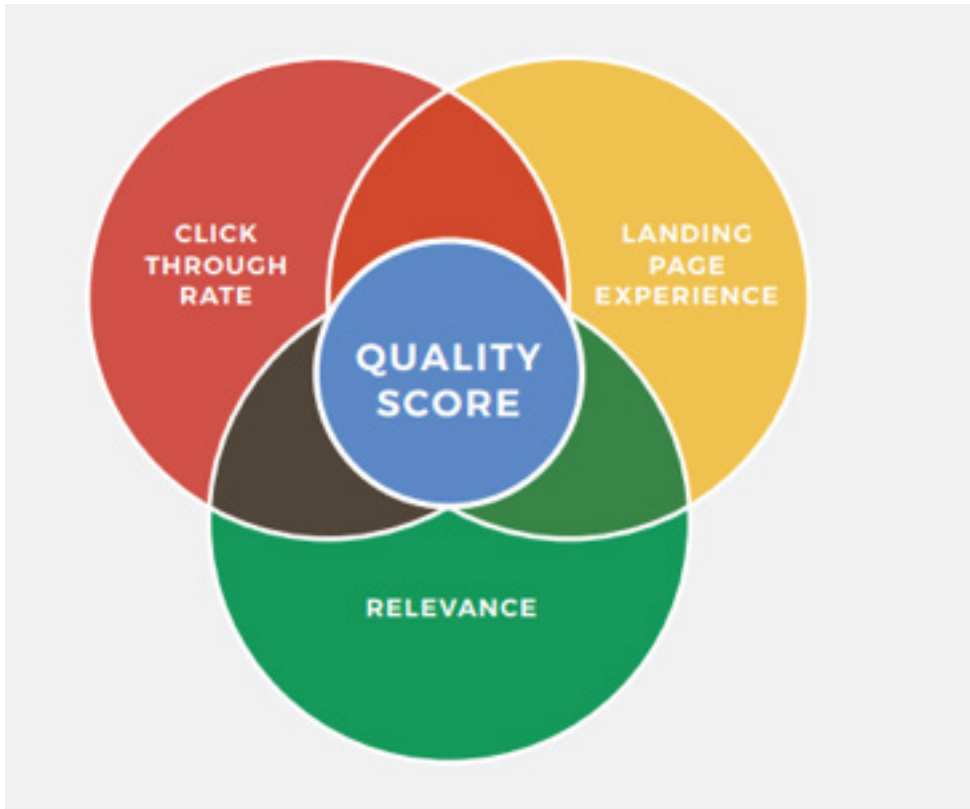 CLICK
THROUGH
RATE
LANDING
PAGE
EXPERIENCE
QUALITY
SCORE
RELEVANCE